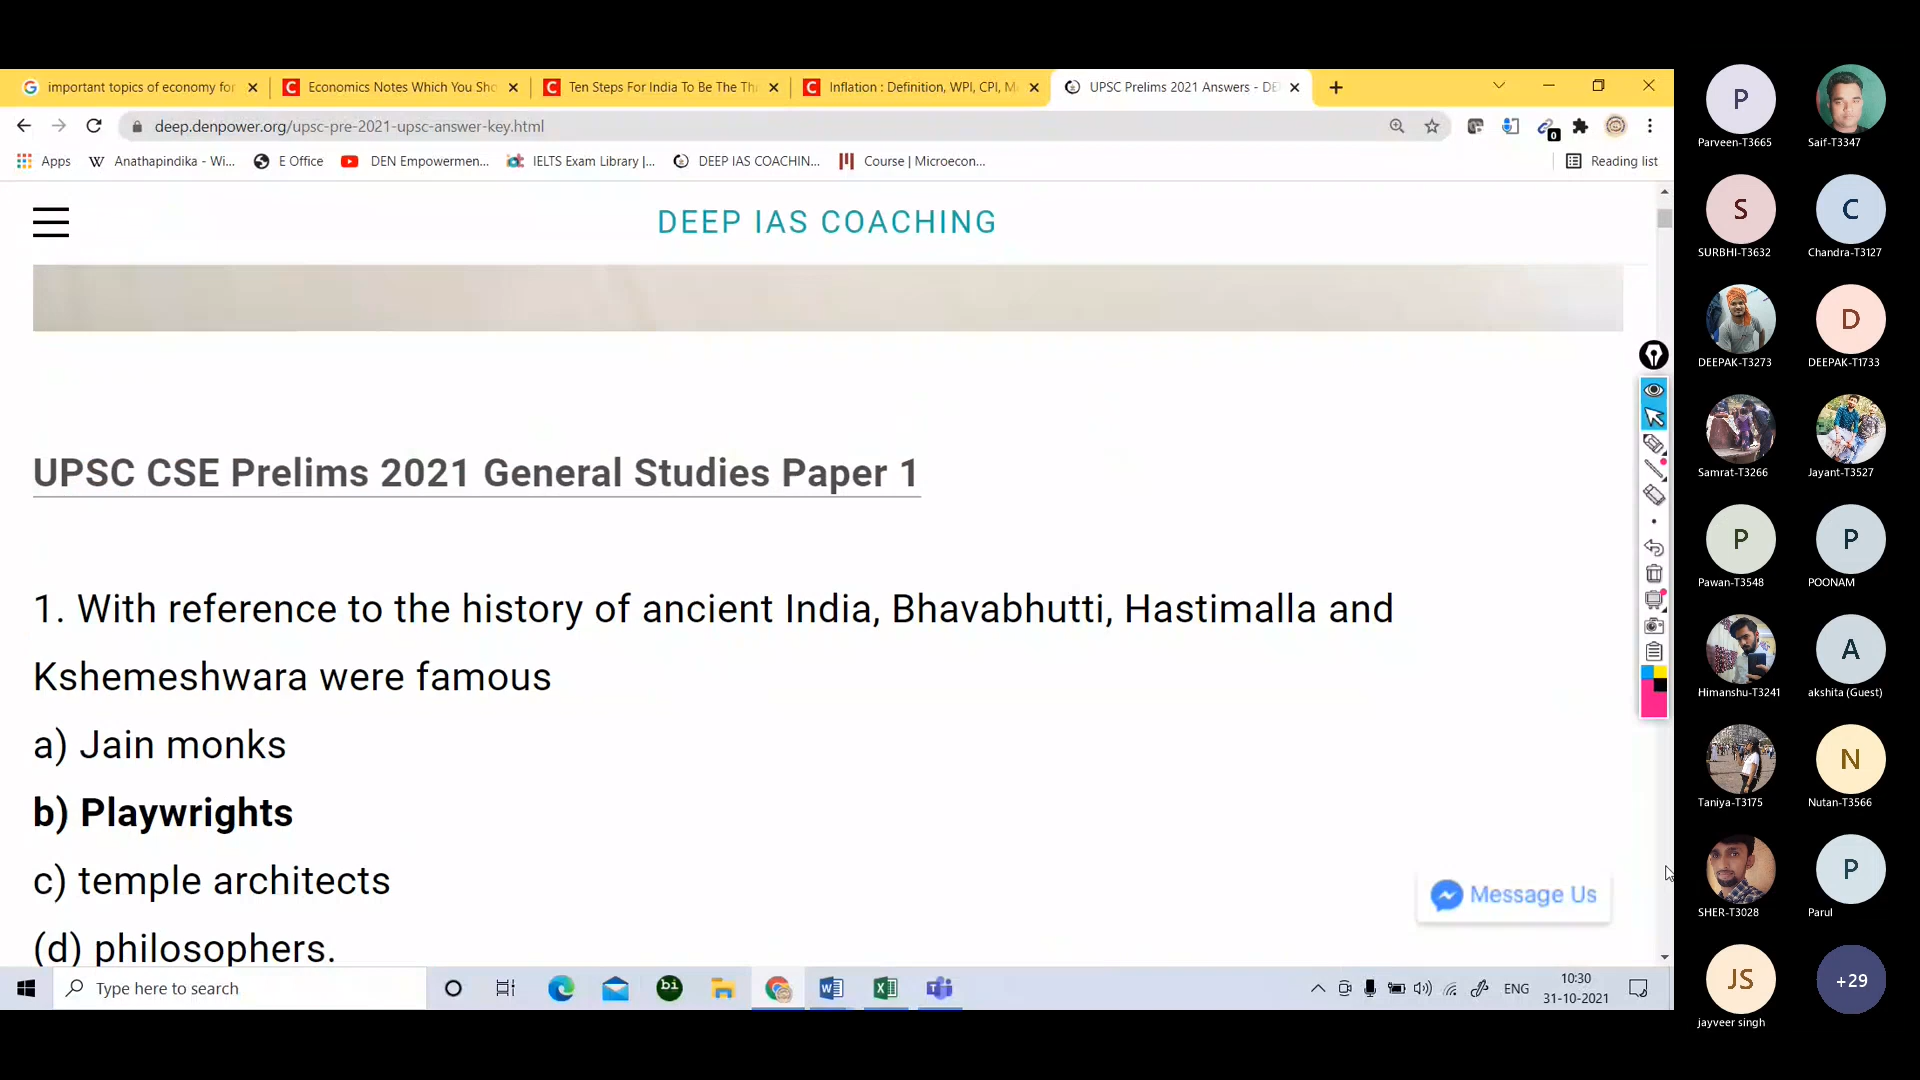 important topics of economy for
Economics Notes Which You Sho
Ten Steps For India To Be The Th
Inflation : Definition, WPI, CPI, M
UPSC Prelims 2021 Answers - DE
deep.denpower.org/upsc-pre-2021-upsc-answer-key.html
0
Apps
Anathapindika - Wi...
E Office
DEN Empowermen...
IELTS Exam Library |...
DEEP IAS COACHIN...
Course | Microecon...
Reading list
DEEP IAS COACHING
UPSC CSE Prelims 2021 General Studies Paper 1
1. With reference to the history of ancient India, Bhavabhutti, Hastimalla and
Kshemeshwara were famous
a) Jain monks
b) Playwrights
c) temple architects
(d) philosophers.
Message Us
Type here to search
bi
ENG
10:30
31-10-2021
P
Parveen-T3665
Saif-T3347
S
SURBHI-T3632
C
Chandra-T3127
DEEPAK-T3273
D
DEEPAK-T1733
Samrat-T3266
Jayant-T3527
P
Pawan-T3548
P
POONAM
Himanshu-T3241
A
akshita (Guest)
Taniya-T3175
N
Nutan-T3566
SHER-T3028
P
Parul
JS
jayveer singh
+29